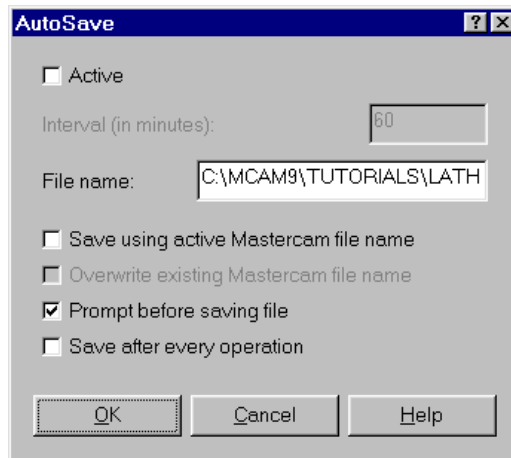 AutoSave
Active
Interval (in minutes): 60
File name: C:\MCAM9\TUTORIALS\LATH
Save using active Mastercam file name
Overwrite existing Mastercam file name
Prompt before saving file
Save after every operation
OK Cancel Help